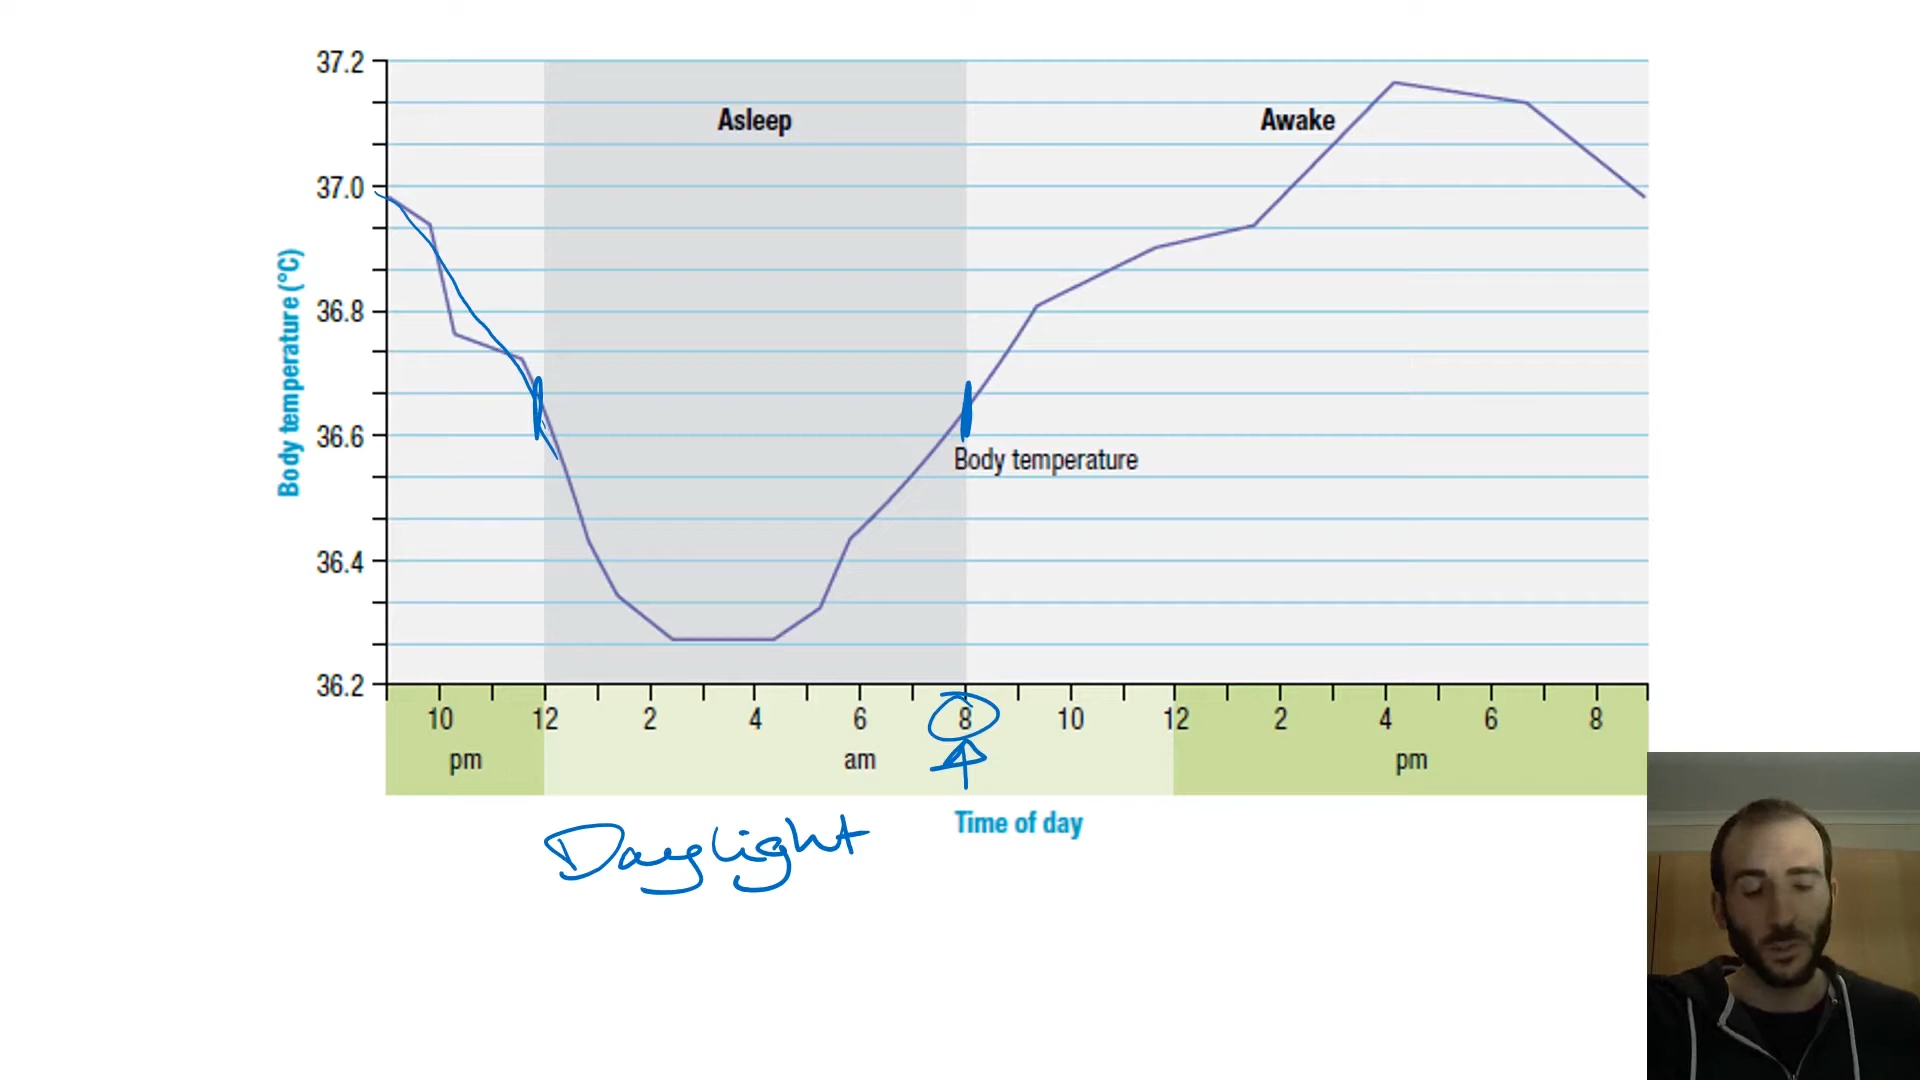 37.2
Asleep
Awake
37.0
36.8
36.6
Body temperature
36.4
36.2
Body temperature (°C)
10 12 2 4 6 8 10 12 2 4 6 8
pm am pm
Time of day
Daylight